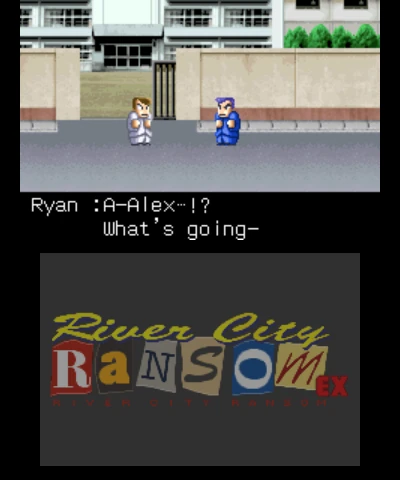 Ryan :A-Alex…!?
What's going-
River City
RaNSOm EX
RIVER CITY RANSOM